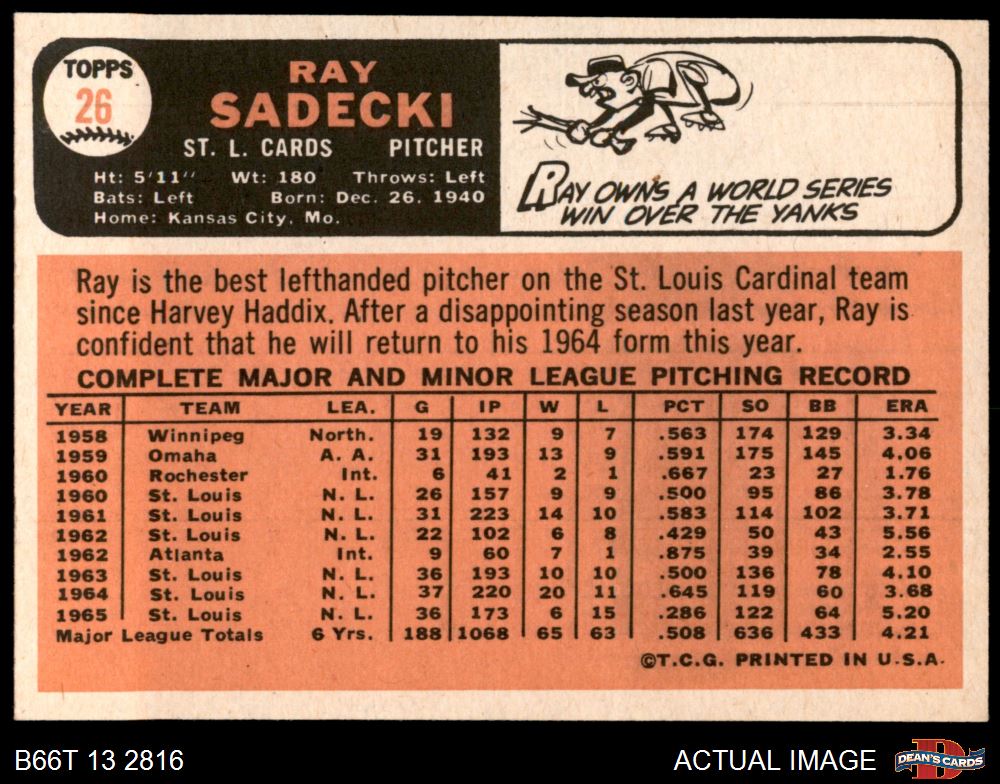 TOPPS
26
RAY
SADECKI
ST. L. CARDS PITCHER
Ht: 5'11" Wt: 180 Throws: Left
Bats: Left Born: Dec. 26, 1940
Home: Kansas City, Mo.
RAY OWNS A WORLD SERIES
WIN OVER THE YANKS
Ray is the best lefthanded pitcher on the St. Louis Cardinal team
since Harvey Haddix. After a disappointing season last year, Ray is
confident that he will return to his 1964 form this year.
COMPLETE MAJOR AND MINOR LEAGUE PITCHING RECORD
YEAR TEAM LEA. G IP W L PCT SO BB ERA
1958 Winnipeg North. 19 132 9 7 .563 174 129 3.34
1959 Omaha A. A. 31 193 13 9 .591 175 145 4.06
1960 Rochester Int. 6 41 2 1 .667 23 27 1.76
1960 St. Louis N. L. 26 157 9 9 .500 95 86 3.78
1961 St. Louis N. L. 31 223 14 10 .583 114 102 3.71
1962 St. Louis N. L. 22 102 6 8 .429 50 43 5.56
1962 Atlanta Int. 9 60 7 1 .875 39 34 2.55
1963 St. Louis N. L. 36 193 10 10 .500 136 78 4.10
1964 St. Louis N. L. 37 220 20 11 .645 119 60 3.68
1965 St. Louis N. L. 36 173 6 15 .286 122 64 5.20
Major League Totals 6 Yrs. 188 1068 65 63 .508 636 433 4.21
©T.C.G. PRINTED IN U.S.A.
B66T 13 2816 ACTUAL IMAGE DEAN'S CARDS